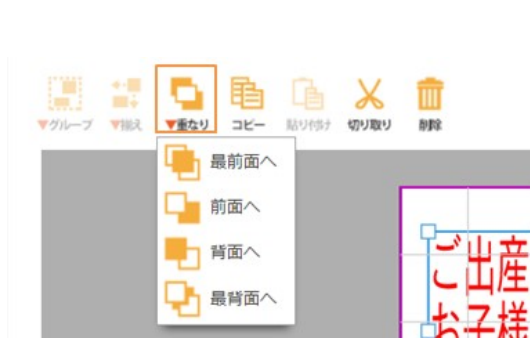 ▼グループ ▼揃え ▼重なり コピー 貼り付け 切り取り 削除
最前面へ
前面へ
背面へ
最背面へ
ご出産
お子様